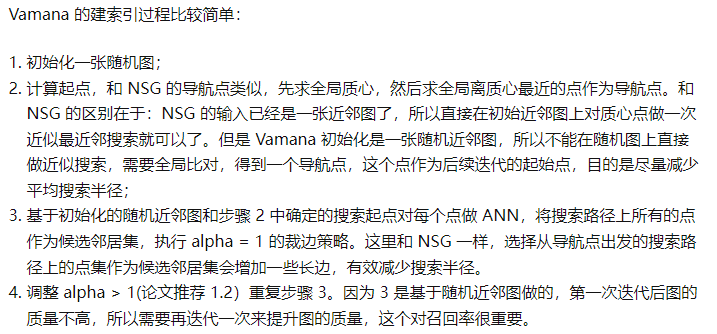 Vamana 的建索引过程比较简单：
1. 初始化一张随机图；
2. 计算起点，和 NSG 的导航点类似，先求全局质心，然后求全局离质心最近的点作为导航点。和
NSG 的区别在于：NSG 的输入已经是一张近邻图了，所以直接在初始近邻图上对质心点做一次
近似最近邻搜索就可以了。但是 Vamana 初始化是一张随机近邻图，所以不能在随机图上直接
做近似搜索，需要全局比对，得到一个导航点，这个点作为后续迭代的起始点，目的是尽量减少
平均搜索半径；
3. 基于初始化的随机近邻图和步骤 2 中确定的搜索起点对每个点做 ANN，将搜索路径上所有的点
作为候选邻居集，执行 alpha = 1 的裁边策略。这里和 NSG 一样，选择从导航点出发的搜索路
径上的点集作为候选邻居集会增加一些长边，有效减少搜索半径。
4. 调整 alpha > 1(论文推荐 1.2）重复步骤 3。因为 3 是基于随机近邻图做的，第一次迭代后图的
质量不高，所以需要再迭代一次来提升图的质量，这个对召回率很重要。